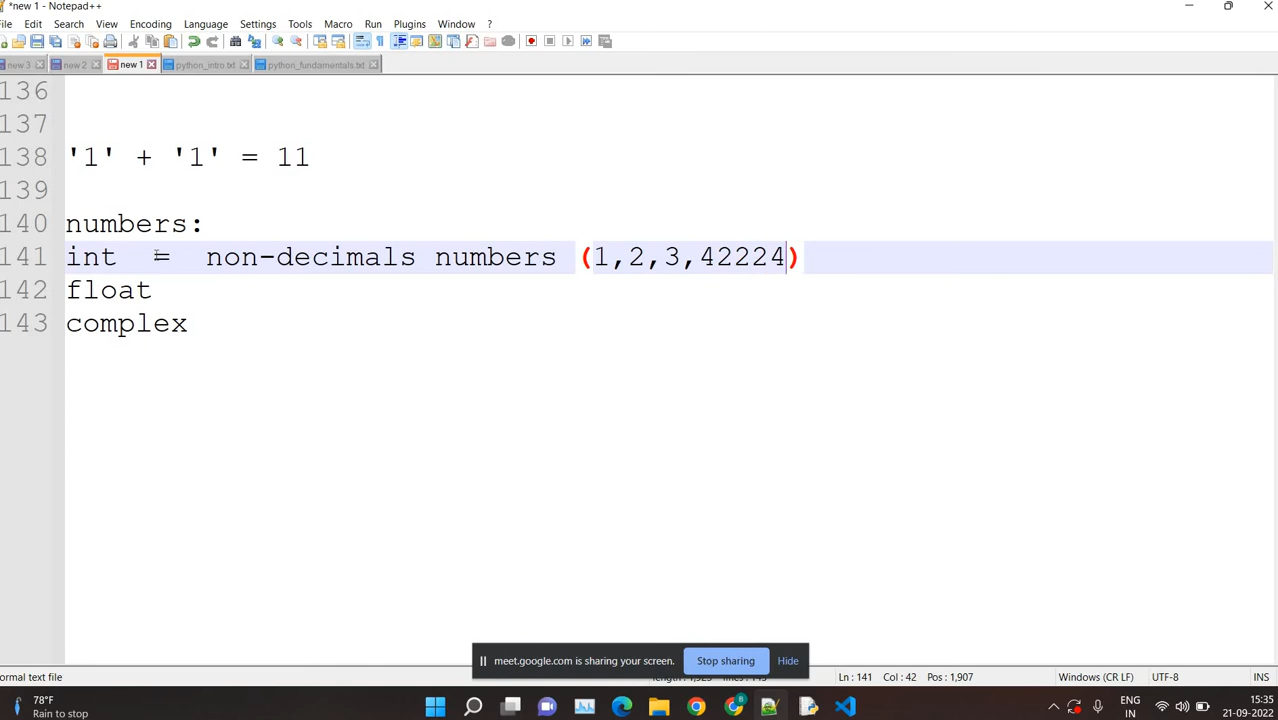 *new 1 - Notepad++
File Edit Search View Encoding Language Settings Tools Macro Run Plugins Window ?
new 3 new 2 new 1 python_intro.txt python_fundamentals.txt
136
137
138 '1' + '1' = 11
139
140 numbers:
141 int = non-decimals numbers (1,2,3,42224)
142 float
143 complex
meet.google.com is sharing your screen. Stop sharing Hide
ormal text file Ln : 141 Col : 42 Pos : 1,907 Windows (CR LF) UTF-8 INS
78°F ENG 15:35
Rain to stop IN 21-09-2022